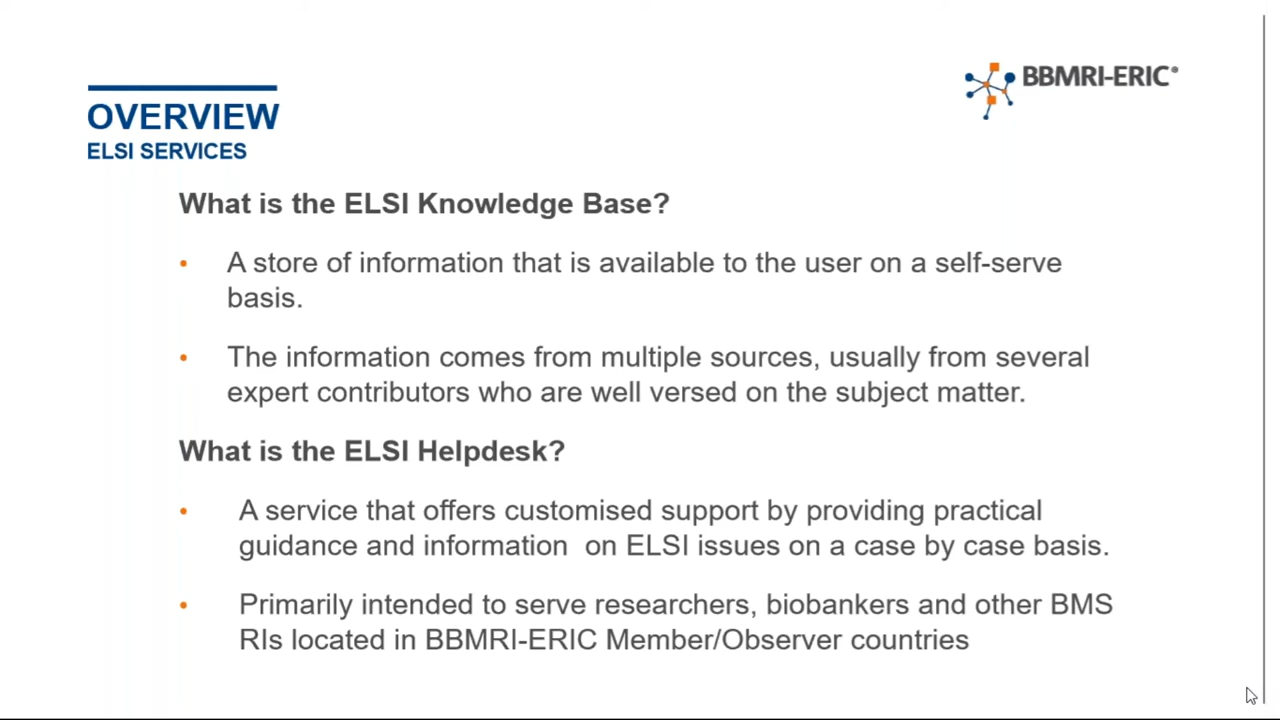 BBMRI-ERIC®
OVERVIEW
ELSI SERVICES
What is the ELSI Knowledge Base?
• A store of information that is available to the user on a self-serve
basis.
• The information comes from multiple sources, usually from several
expert contributors who are well versed on the subject matter.
What is the ELSI Helpdesk?
• A service that offers customised support by providing practical
guidance and information  on ELSI issues on a case by case basis.
• Primarily intended to serve researchers, biobankers and other BMS
RIs located in BBMRI-ERIC Member/Observer countries